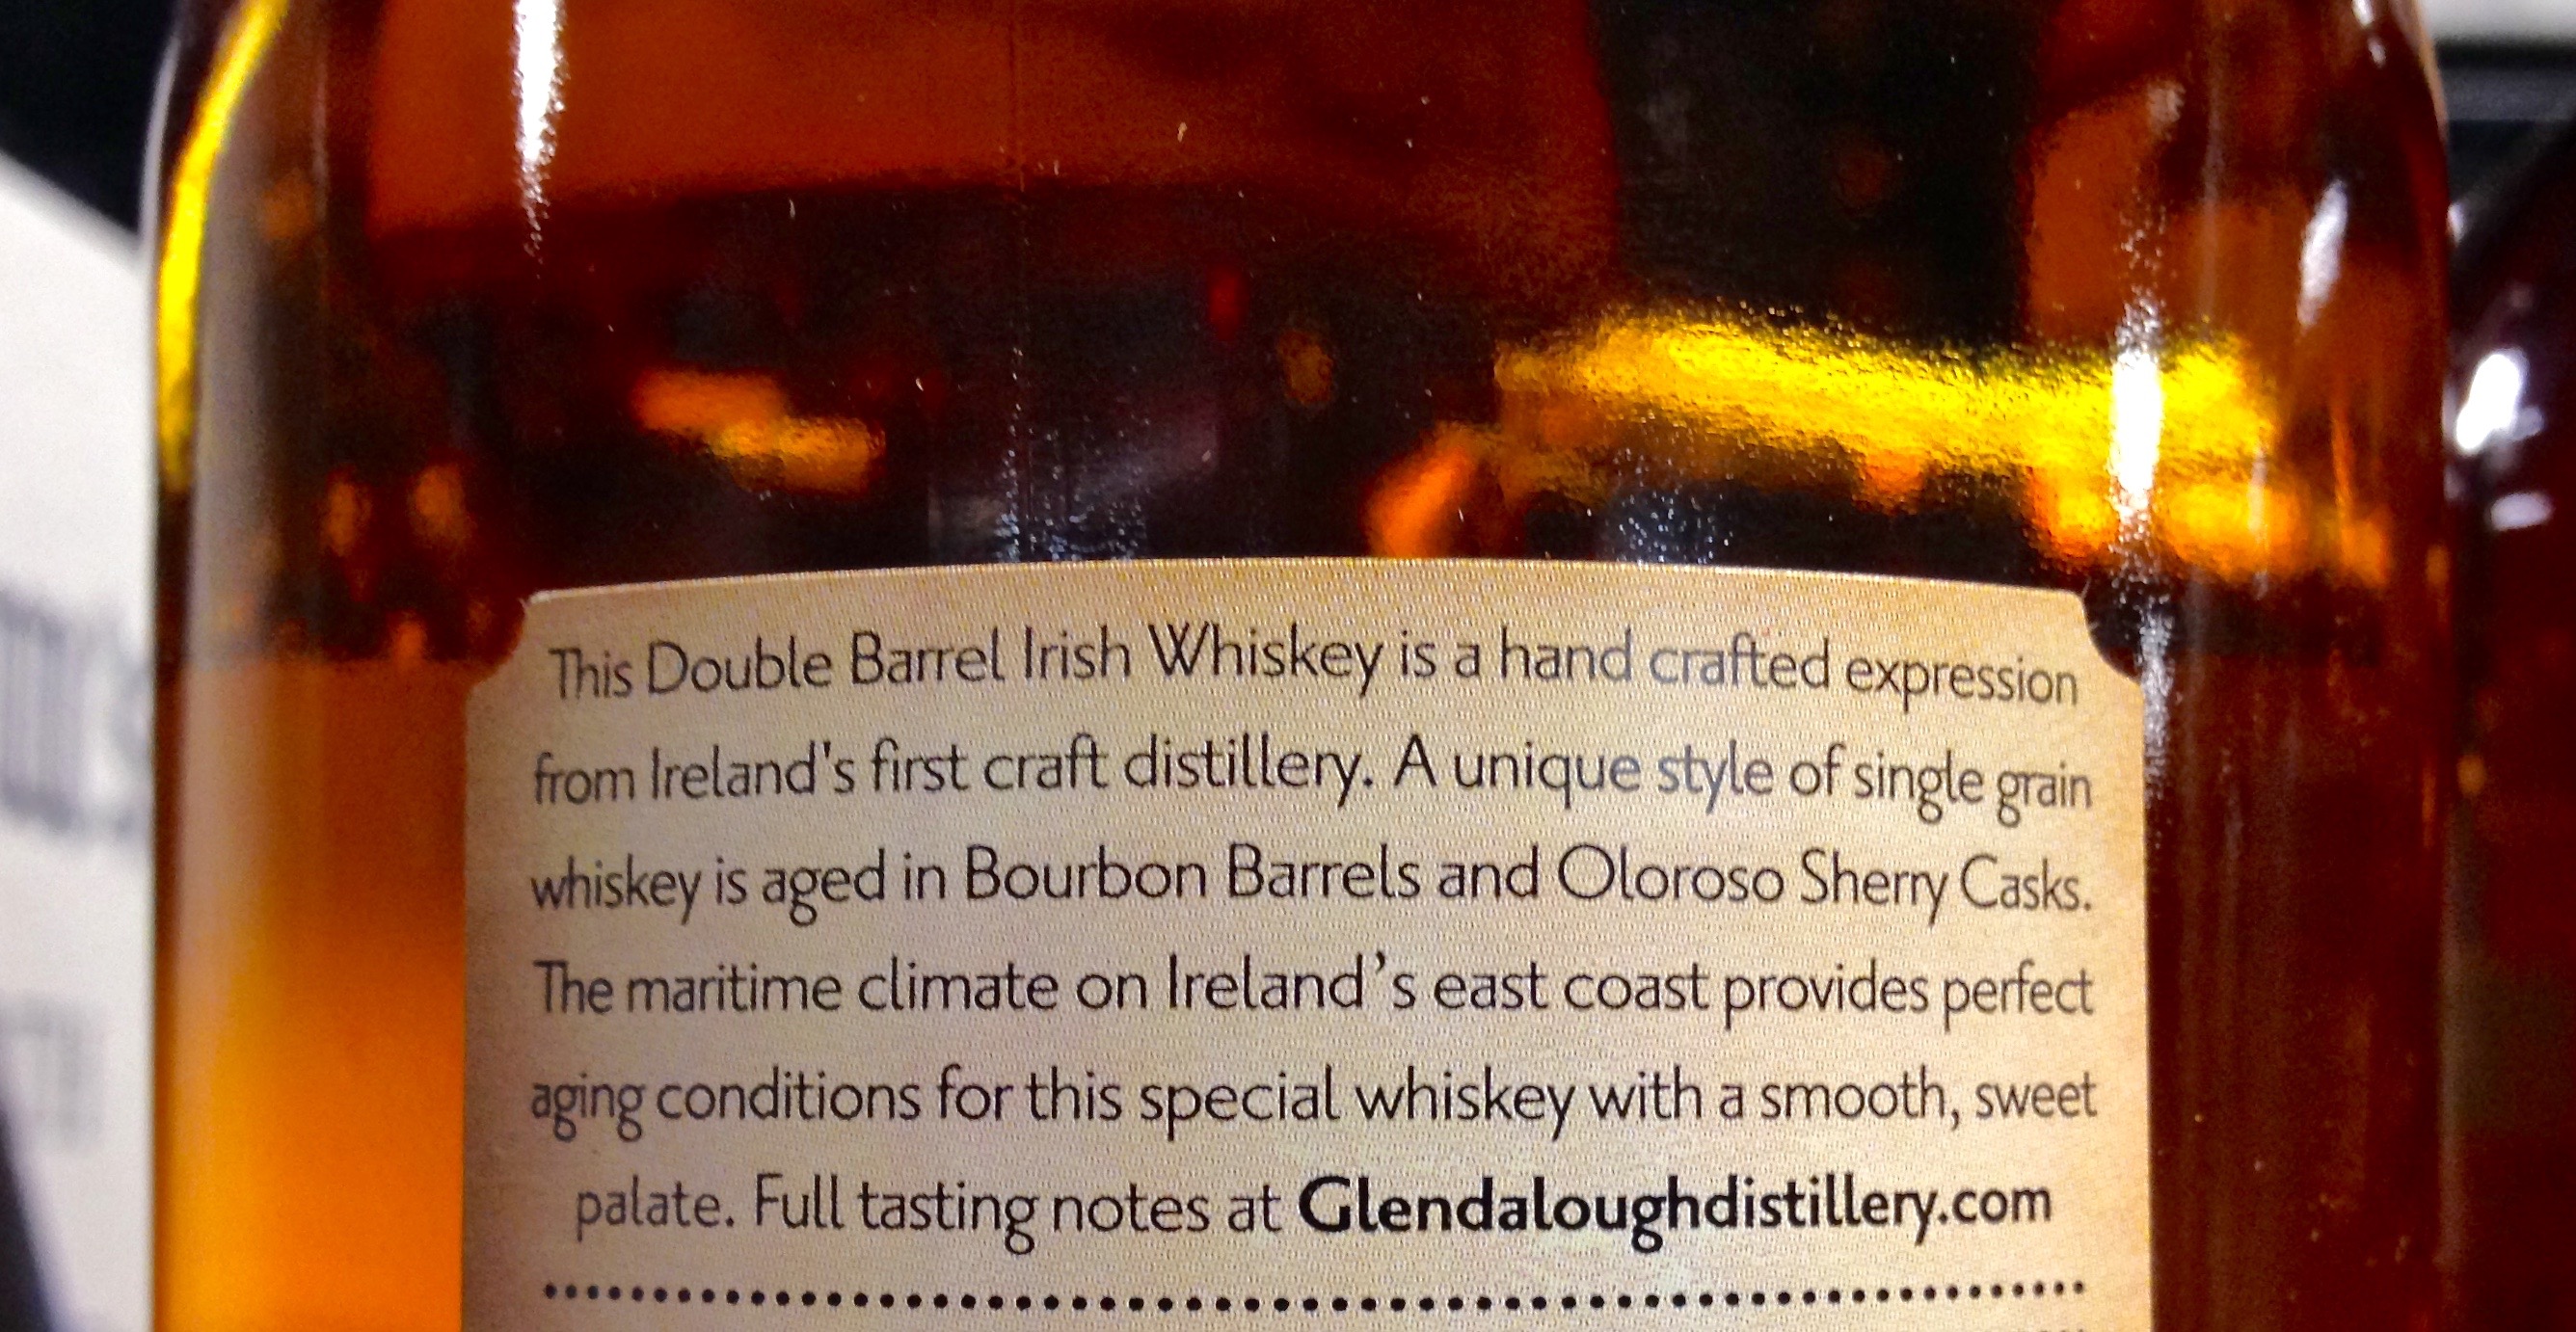 This Double Barrel Irish Whiskey is a hand crafted expression
from Ireland's first craft distillery. A unique style of single grain
whiskey is aged in Bourbon Barrels and Oloroso Sherry Casks.
The maritime climate on Ireland’s east coast provides perfect
aging conditions for this special whiskey with a smooth, sweet
palate. Full tasting notes at Glendaloughdistillery.com